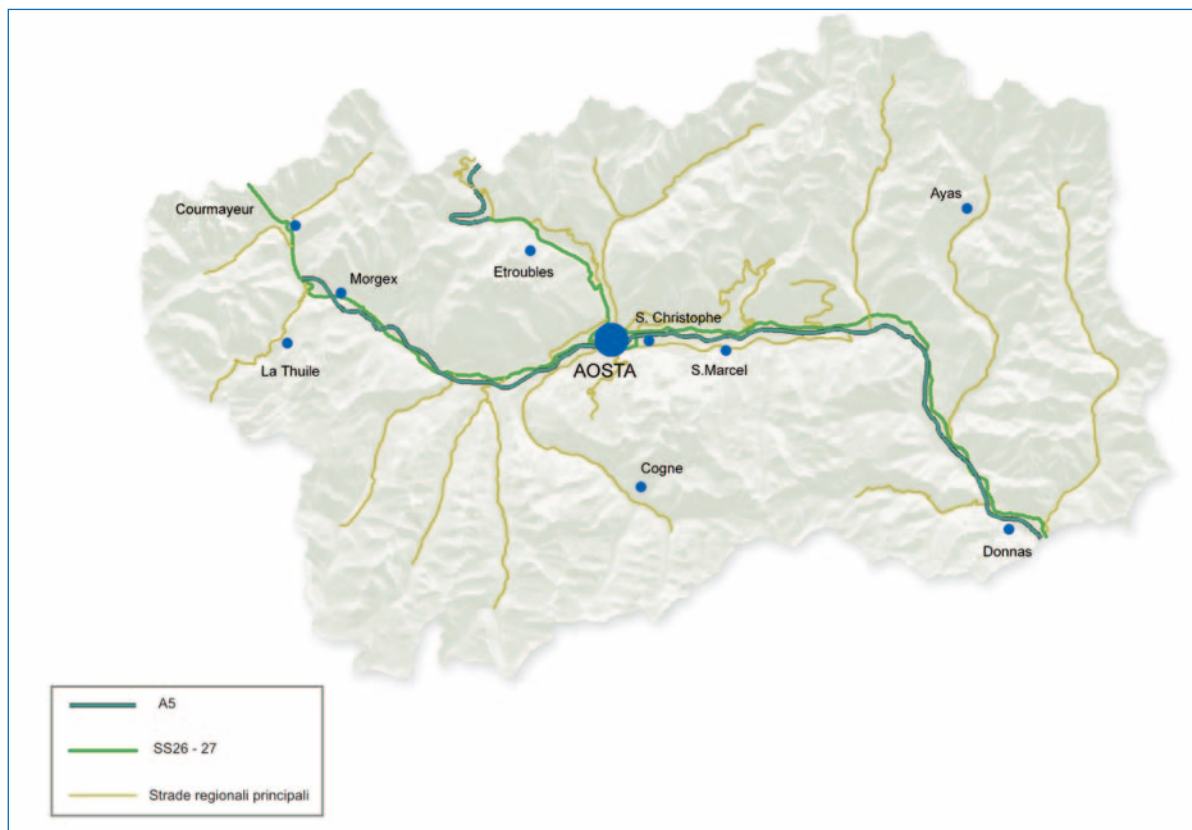 Courmayeur
Ayas
Etroubles
Morgex
S. Christophe
La Thuile
AOSTA
S.Marcel
Cogne
Donnas
A5
SS26 - 27
Strade regionali principali